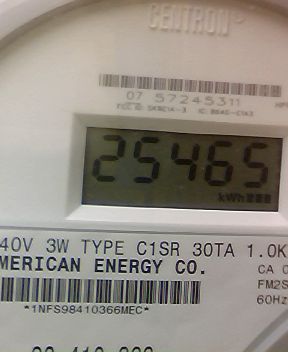 CENTRON®
07 57245311
25465
kWh
40V 3W TYPE C1SR 30TA 1.0K
MERICAN ENERGY CO.
CA 0
FM2S
60Hz
*1NFS98410366MEC*